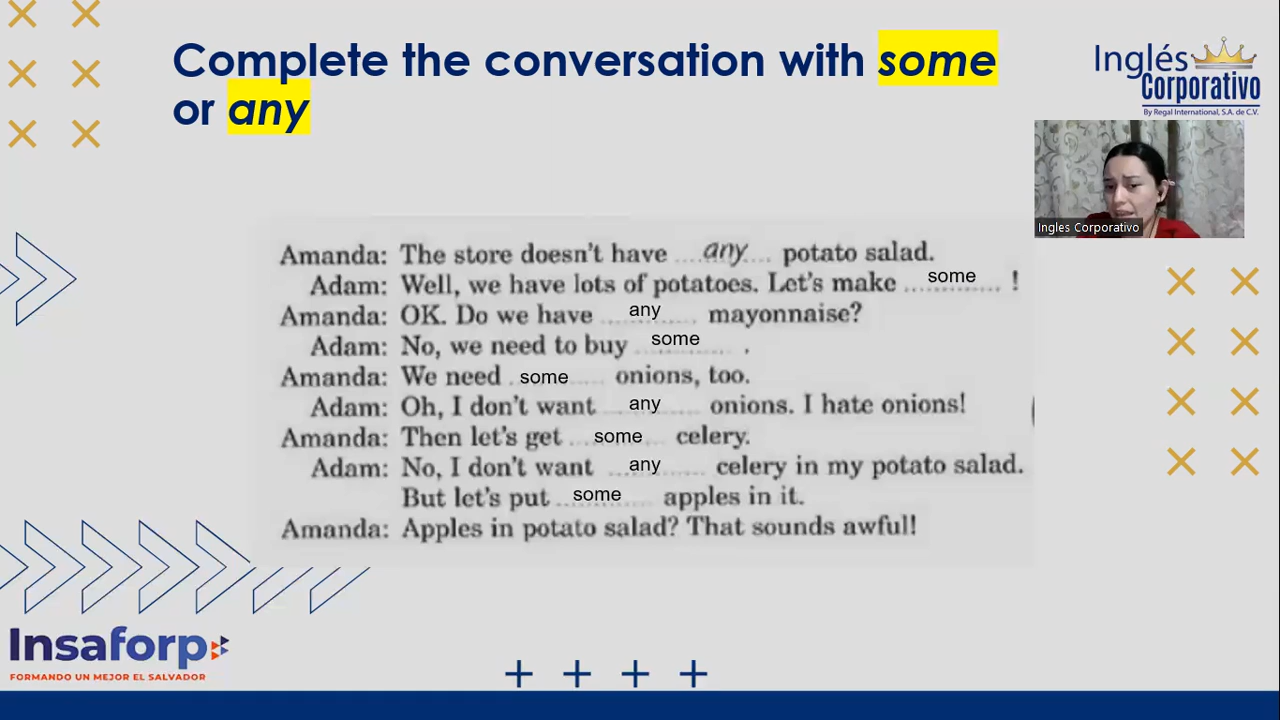 Complete the conversation with some
or any
Inglés
Corporativo
By Regal International, S.A. de C.V.
Ingles Corporativo
Amanda: The store doesn't have any potato salad.
Adam: Well, we have lots of potatoes. Let's make some !
Amanda: OK. Do we have any mayonnaise?
Adam: No, we need to buy some .
Amanda: We need some onions, too.
Adam: Oh, I don't want any onions. I hate onions!
Amanda: Then let's get some celery.
Adam: No, I don't want any celery in my potato salad.
But let's put some apples in it.
Amanda: Apples in potato salad? That sounds awful!
Insaforp
FORMANDO UN MEJOR EL SALVADOR